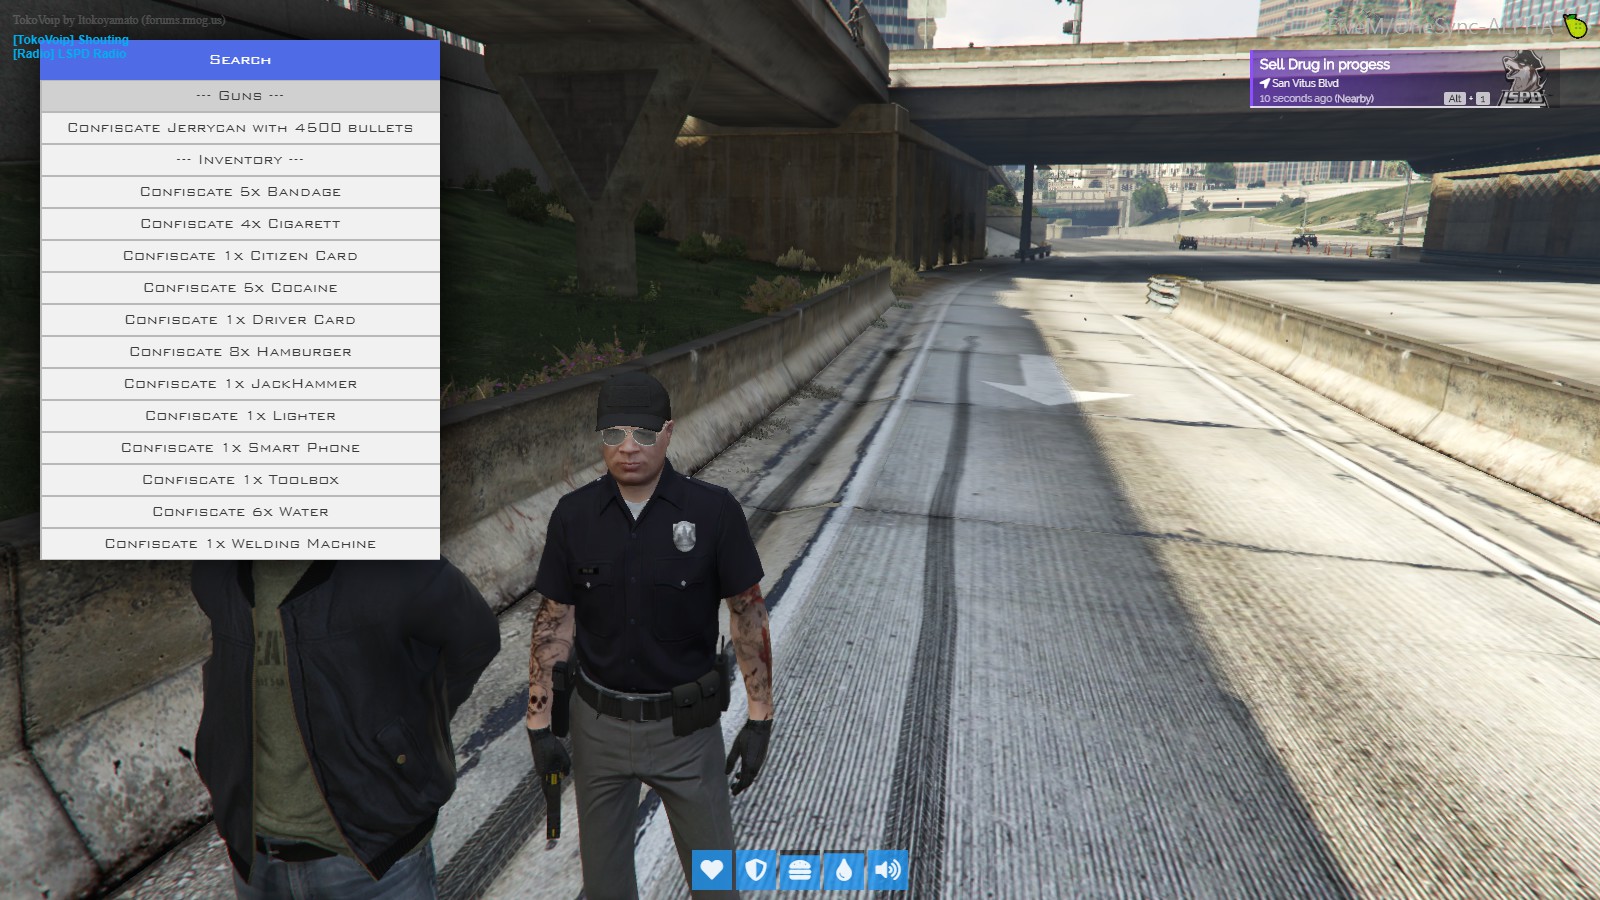 TokoVoip by Itokoyamato (forums.rmog.us)
[TokoVoip] Shouting
[Radio] LSPD Radio
Search
--- Guns ---
Confiscate Jerrycan with 4500 bullets
--- Inventory ---
Confiscate 5x Bandage
Confiscate 4x Cigarett
Confiscate 1x Citizen Card
Confiscate 5x Cocaine
Confiscate 1x Driver Card
Confiscate 8x Hamburger
Confiscate 1x JackHammer
Confiscate 1x Lighter
Confiscate 1x Smart Phone
Confiscate 1x Toolbox
Confiscate 6x Water
Confiscate 1x Welding Machine
Sell Drug in progess
San Vitus Blvd
10 seconds ago (Nearby)
Alt + 1
LSPD